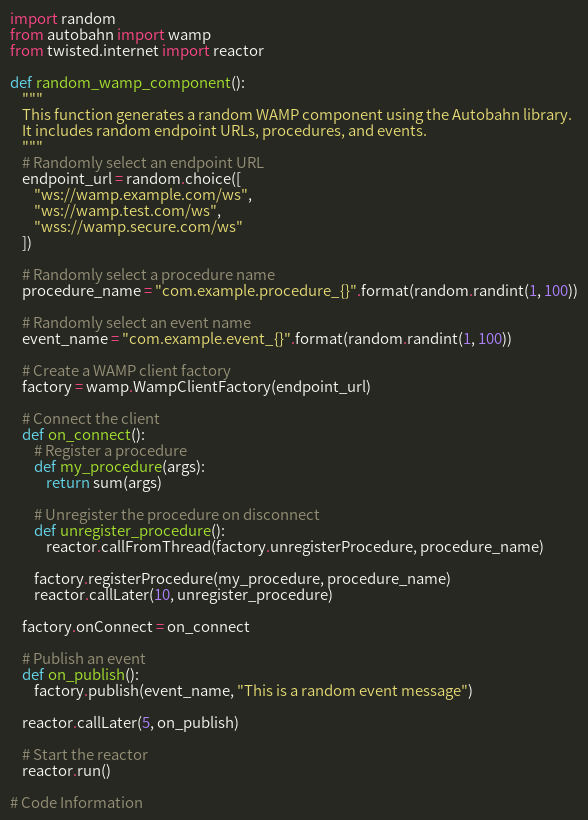 import random
from autobahn import wamp
from twisted.internet import reactor

def random_wamp_component():
    """
    This function generates a random WAMP component using the Autobahn library.
    It includes random endpoint URLs, procedures, and events.
    """
    # Randomly select an endpoint URL
    endpoint_url = random.choice([
        "ws://wamp.example.com/ws",
        "ws://wamp.test.com/ws",
        "wss://wamp.secure.com/ws"
    ])

    # Randomly select a procedure name
    procedure_name = "com.example.procedure_{}".format(random.randint(1, 100))

    # Randomly select an event name
    event_name = "com.example.event_{}".format(random.randint(1, 100))

    # Create a WAMP client factory
    factory = wamp.WampClientFactory(endpoint_url)

    # Connect the client
    def on_connect():
        # Register a procedure
        def my_procedure(args):
            return sum(args)

        # Unregister the procedure on disconnect
        def unregister_procedure():
            reactor.callFromThread(factory.unregisterProcedure, procedure_name)

        factory.registerProcedure(my_procedure, procedure_name)
        reactor.callLater(10, unregister_procedure)

    factory.onConnect = on_connect

    # Publish an event
    def on_publish():
        factory.publish(event_name, "This is a random event message")

    reactor.callLater(5, on_publish)

    # Start the reactor
    reactor.run()

# Code Information